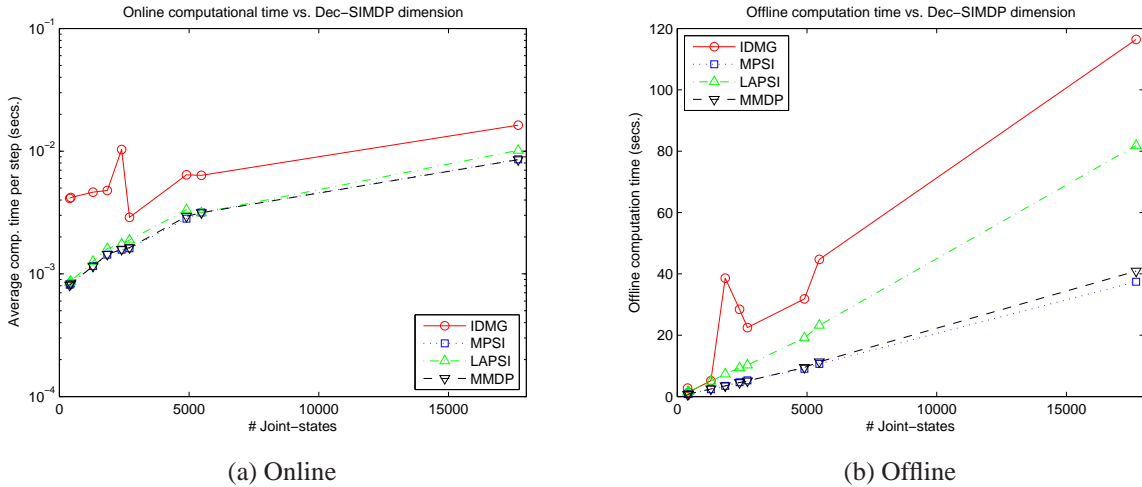 Online computational time vs. Dec−SIMDP dimension
Average comp. time per step (secs.)
10−1
10−2
10−3
10−4
0 5000 10000 15000
# Joint−states
IDMG
MPSI
LAPSI
MMDP
(a) Online
Offline computation time vs. Dec−SIMDP dimension
Offline computation time (secs.)
120
100
80
60
40
20
0
0 5000 10000 15000
# Joint−states
IDMG
MPSI
LAPSI
MMDP
(b) Offline